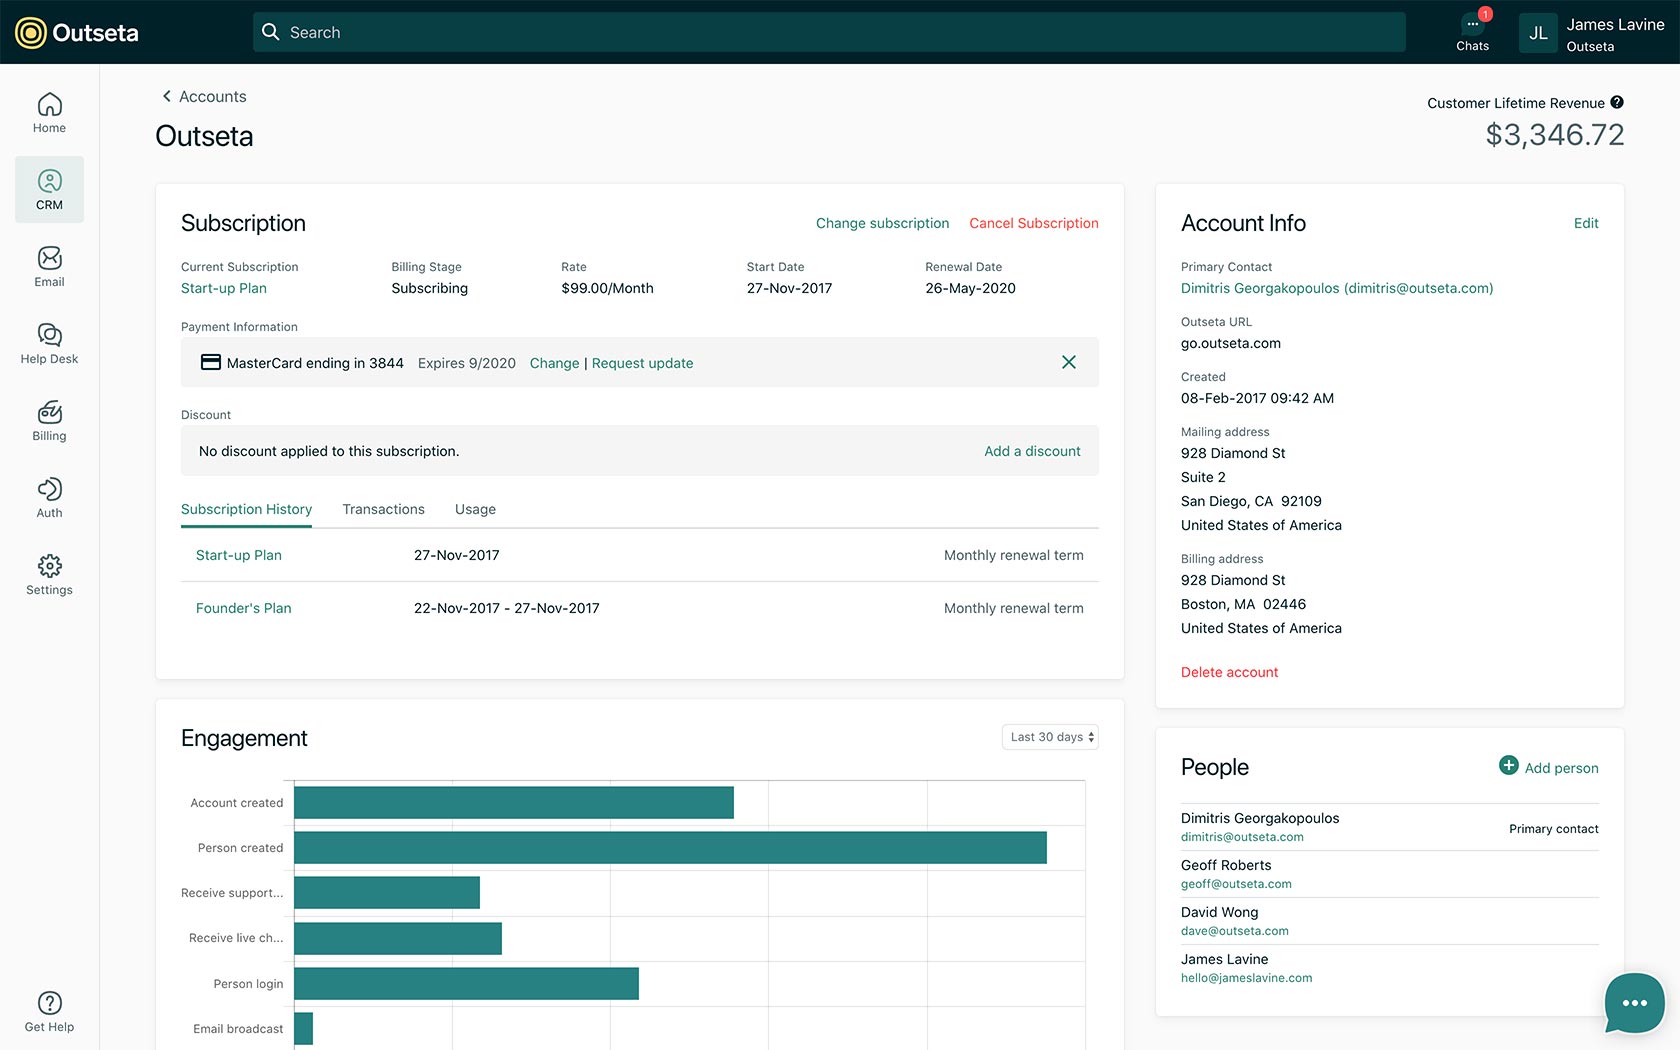 Outseta
Search
1
Chats
JL
James Lavine
Outseta
Home
CRM
Email
Help Desk
Billing
Auth
Settings
Get Help
Accounts
Outseta
Customer Lifetime Revenue ?
$3,346.72
Subscription
Change subscription
Cancel Subscription
Current Subscription
Start-up Plan
Billing Stage
Subscribing
Rate
$99.00/Month
Start Date
27-Nov-2017
Renewal Date
26-May-2020
Payment Information
MasterCard ending in 3844 Expires 9/2020 Change | Request update
Discount
No discount applied to this subscription. Add a discount
Subscription History Transactions Usage
Start-up Plan 27-Nov-2017 Monthly renewal term
Founder's Plan 22-Nov-2017 - 27-Nov-2017 Monthly renewal term
Engagement
Last 30 days
Account created
Person created
Receive support...
Receive live ch...
Person login
Email broadcast
Account Info
Edit
Primary Contact
Dimitris Georgakopoulos (dimitris@outseta.com)
Outseta URL
go.outseta.com
Created
08-Feb-2017 09:42 AM
Mailing address
928 Diamond St
Suite 2
San Diego, CA 92109
United States of America
Billing address
928 Diamond St
Boston, MA 02446
United States of America
Delete account
People
Add person
Dimitris Georgakopoulos
dimitris@outseta.com
Primary contact
Geoff Roberts
geoff@outseta.com
David Wong
dave@outseta.com
James Lavine
hello@jameslavine.com